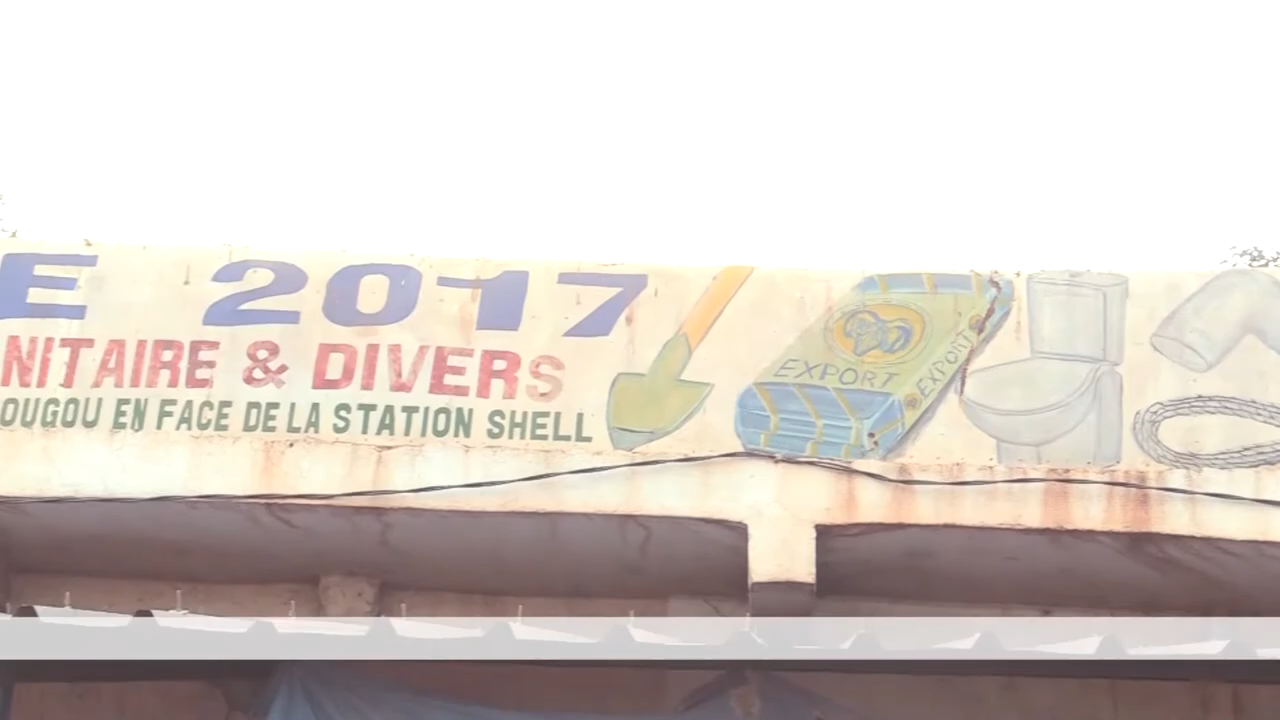 E 2017
NITAIRE & DIVERS
OUGOU EN FACE DE LA STATION SHELL
EXPORT
EXPORT